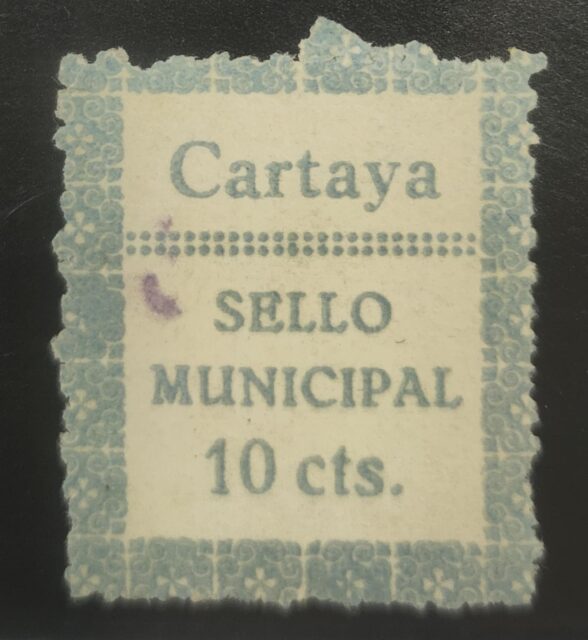 Cartaya
SELLO
MUNICIPAL
10 cts.